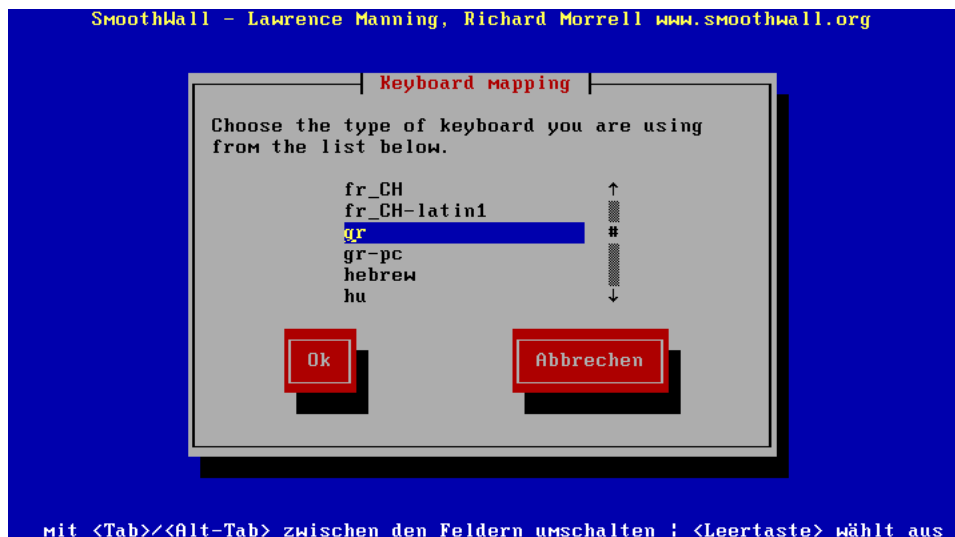 SmoothWall - Lawrence Manning, Richard Morrell www.smoothwall.org
Keyboard mapping
Choose the type of keyboard you are using
from the list below.
fr_CH
fr_CH-latin1
gr
#
gr-pc
hebrew
hu
Ok
Abbrechen
mit <Tab>/<Alt-Tab> zwischen den Feldern umschalten ¦ <Leertaste> wählt aus